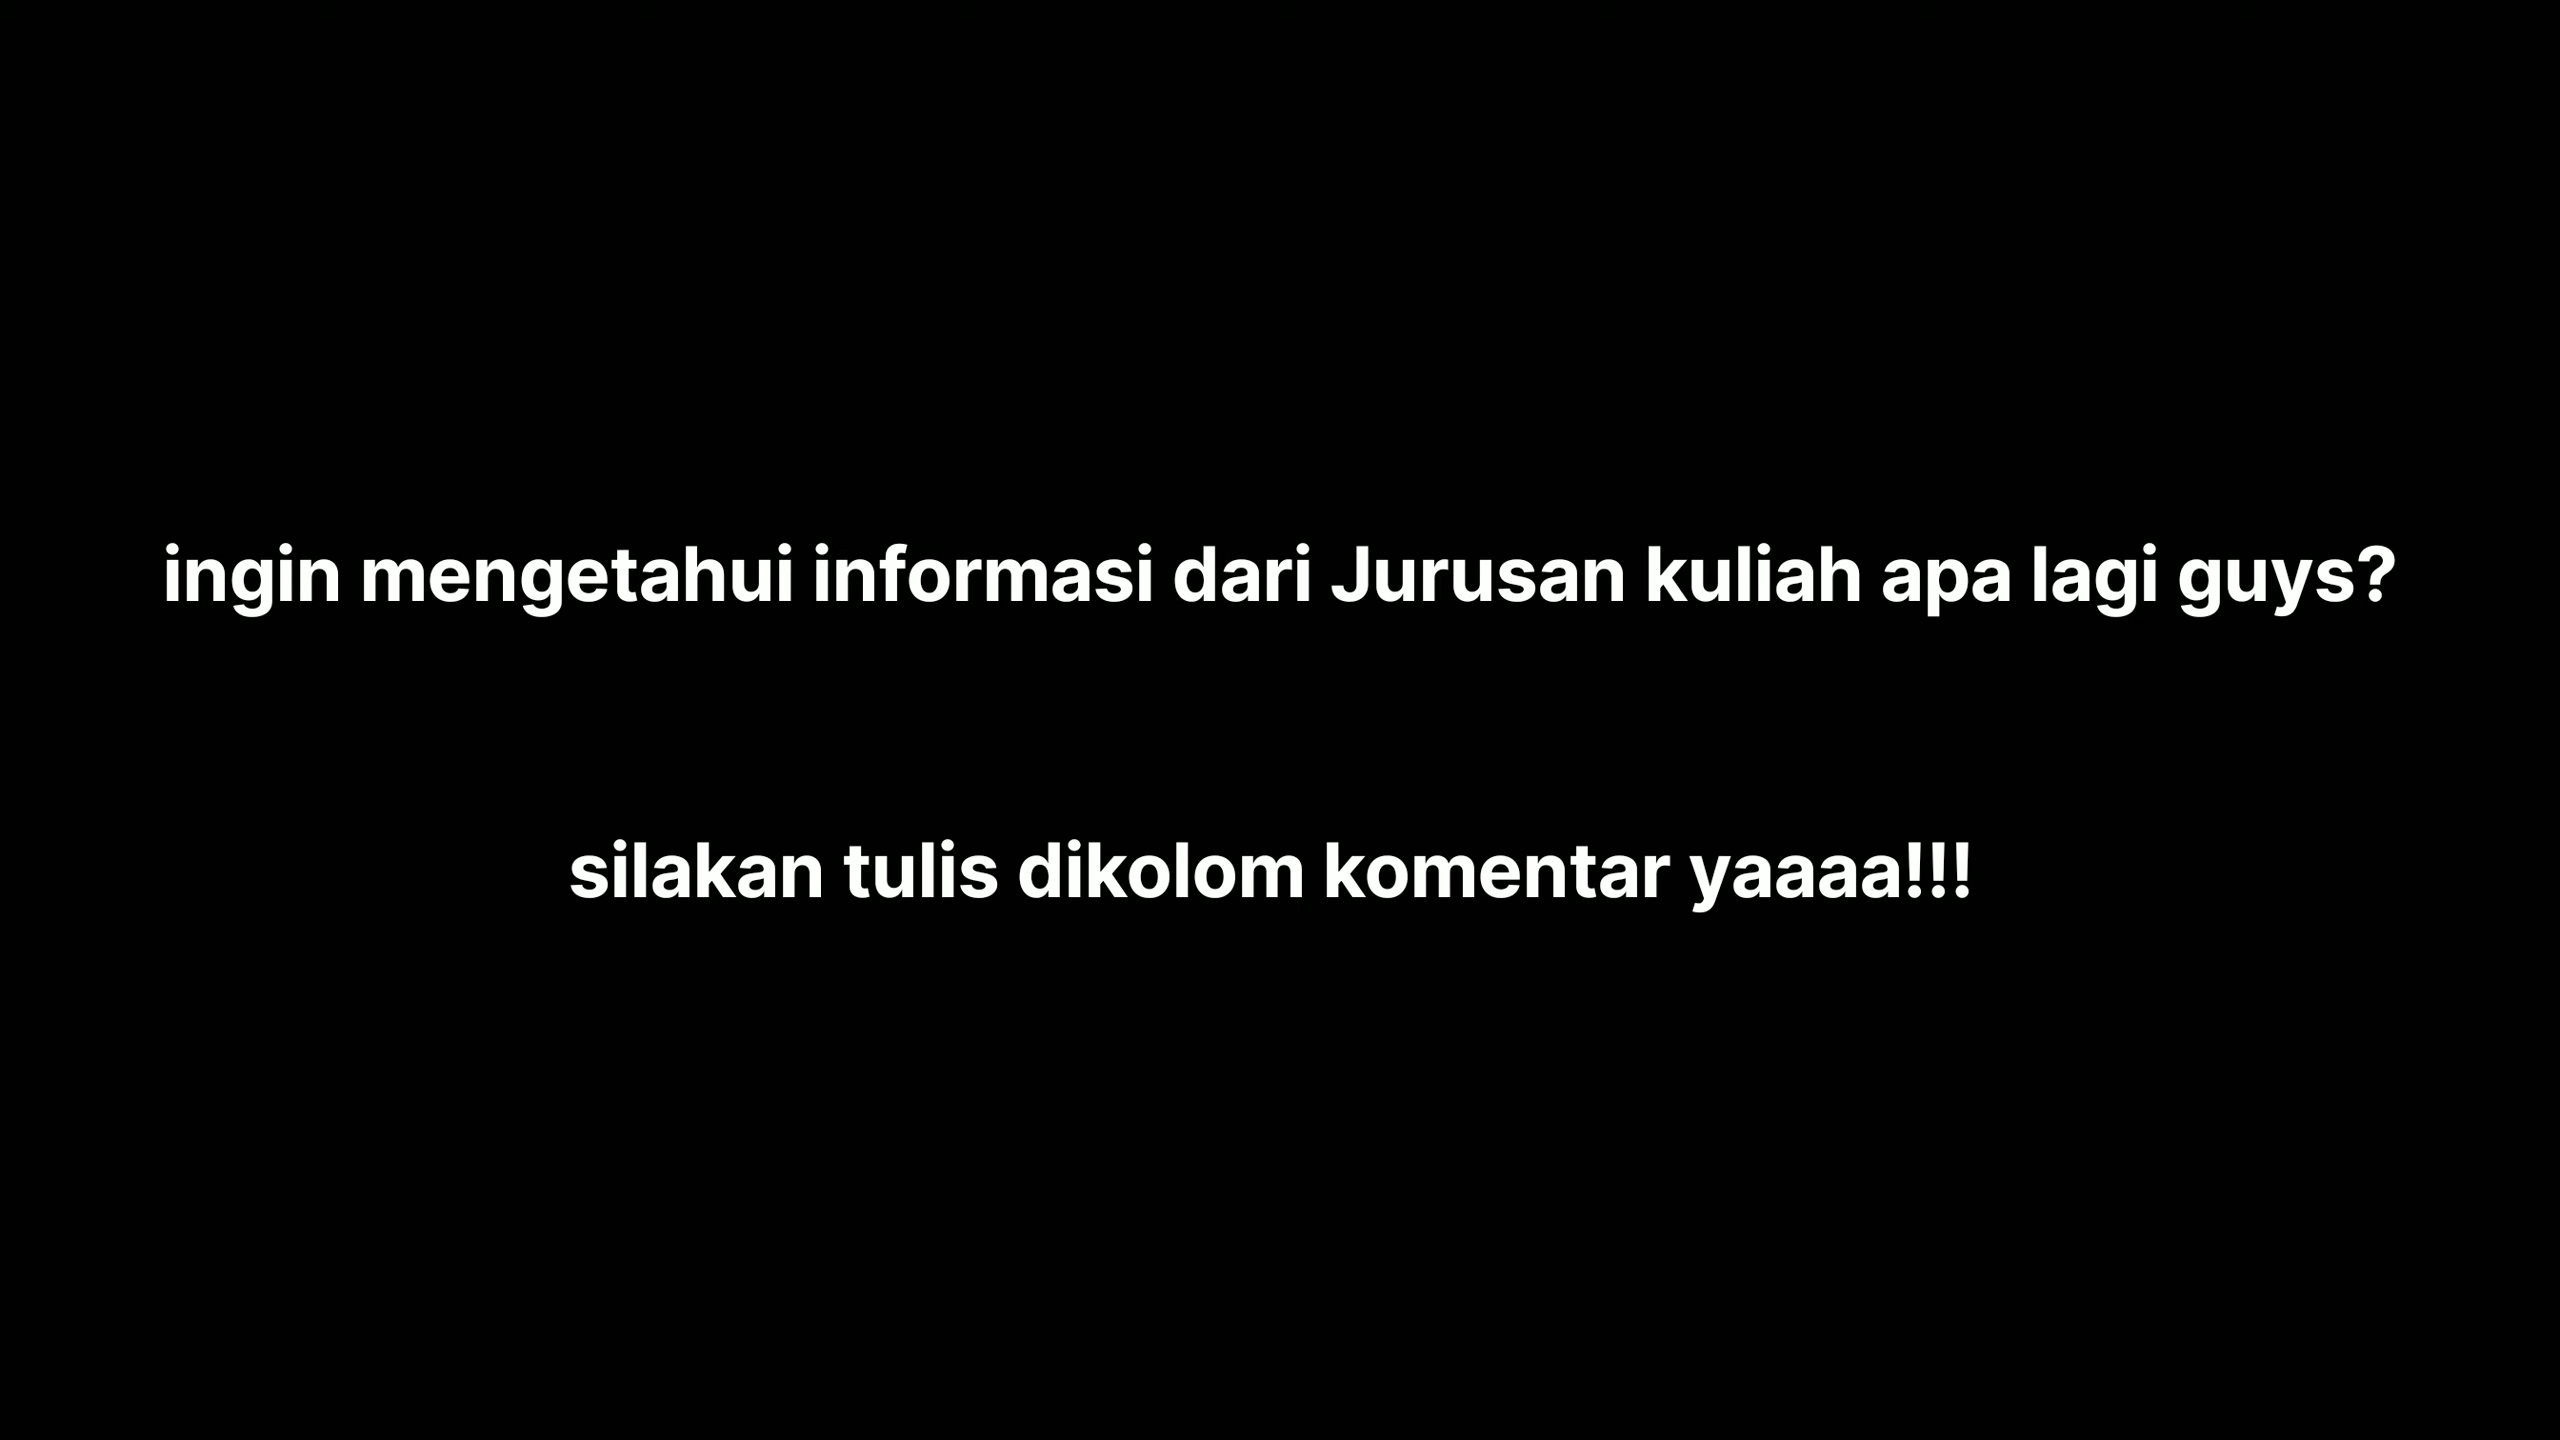 ingin mengetahui informasi dari Jurusan kuliah apa lagi guys?
silakan tulis dikolom komentar yaaaa!!!